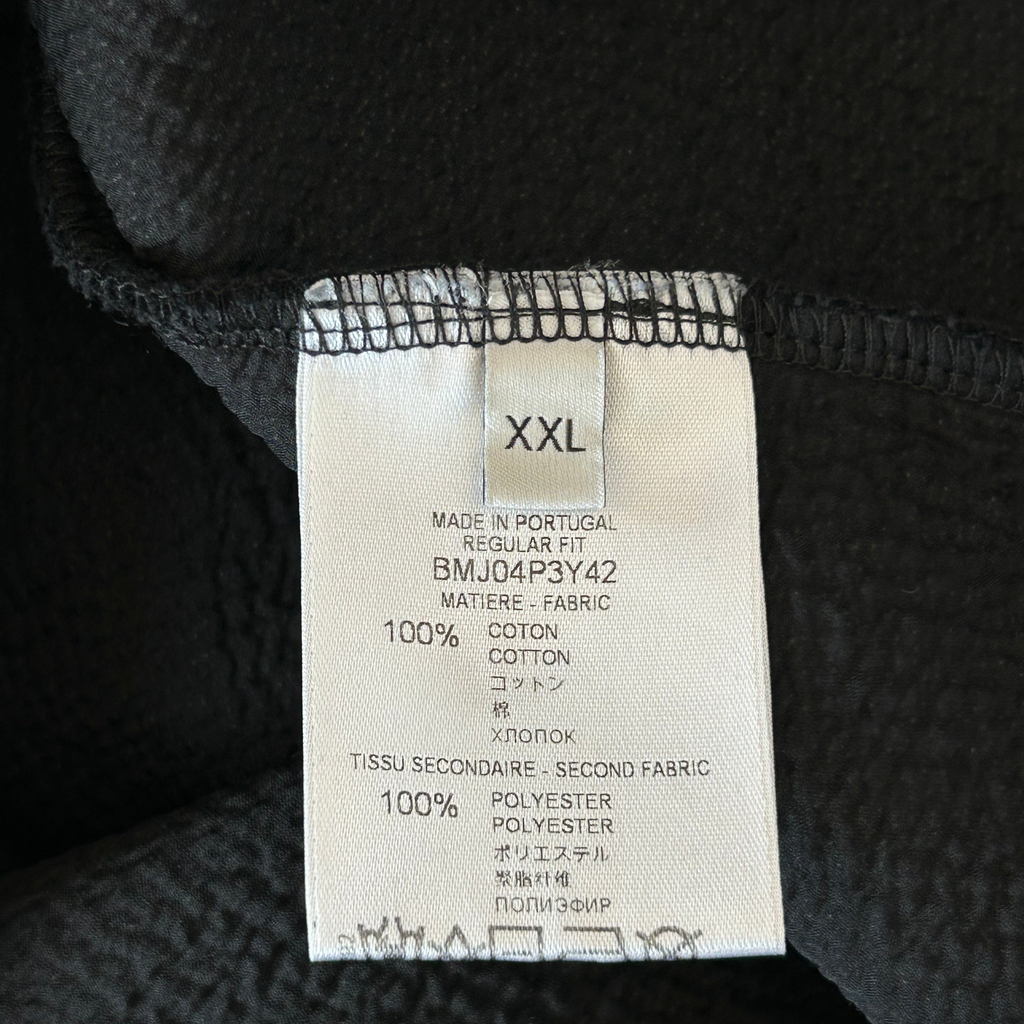 XXL
MADE IN PORTUGAL
REGULAR FIT
BMJ04P3Y42
MATIERE - FABRIC
100% COTON
COTTON
コットン
棉
ХЛОПОК
TISSU SECONDAIRE - SECOND FABRIC
100% POLYESTER
POLYESTER
ポリエステル
聚脂纤维
ПОЛИЭФИР